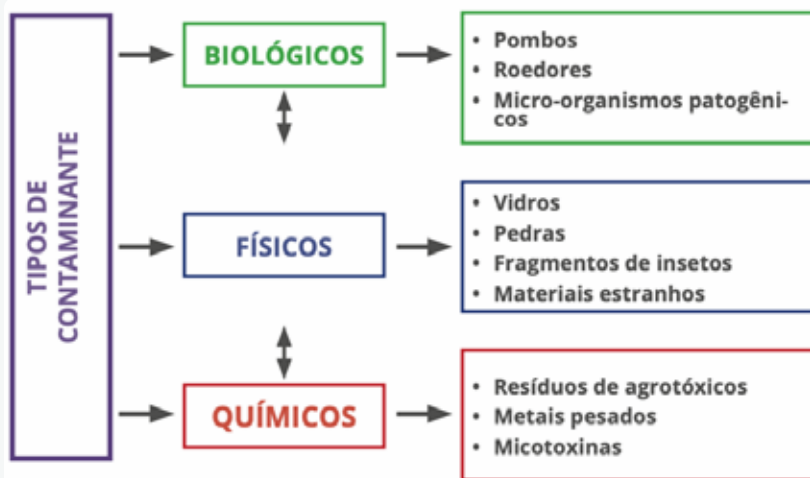 TIPOS DE
CONTAMINANTE
BIOLÓGICOS
• Pombos
• Roedores
• Micro-organismos patogêni-
cos
FÍSICOS
• Vidros
• Pedras
• Fragmentos de insetos
• Materiais estranhos
QUÍMICOS
• Resíduos de agrotóxicos
• Metais pesados
• Micotoxinas